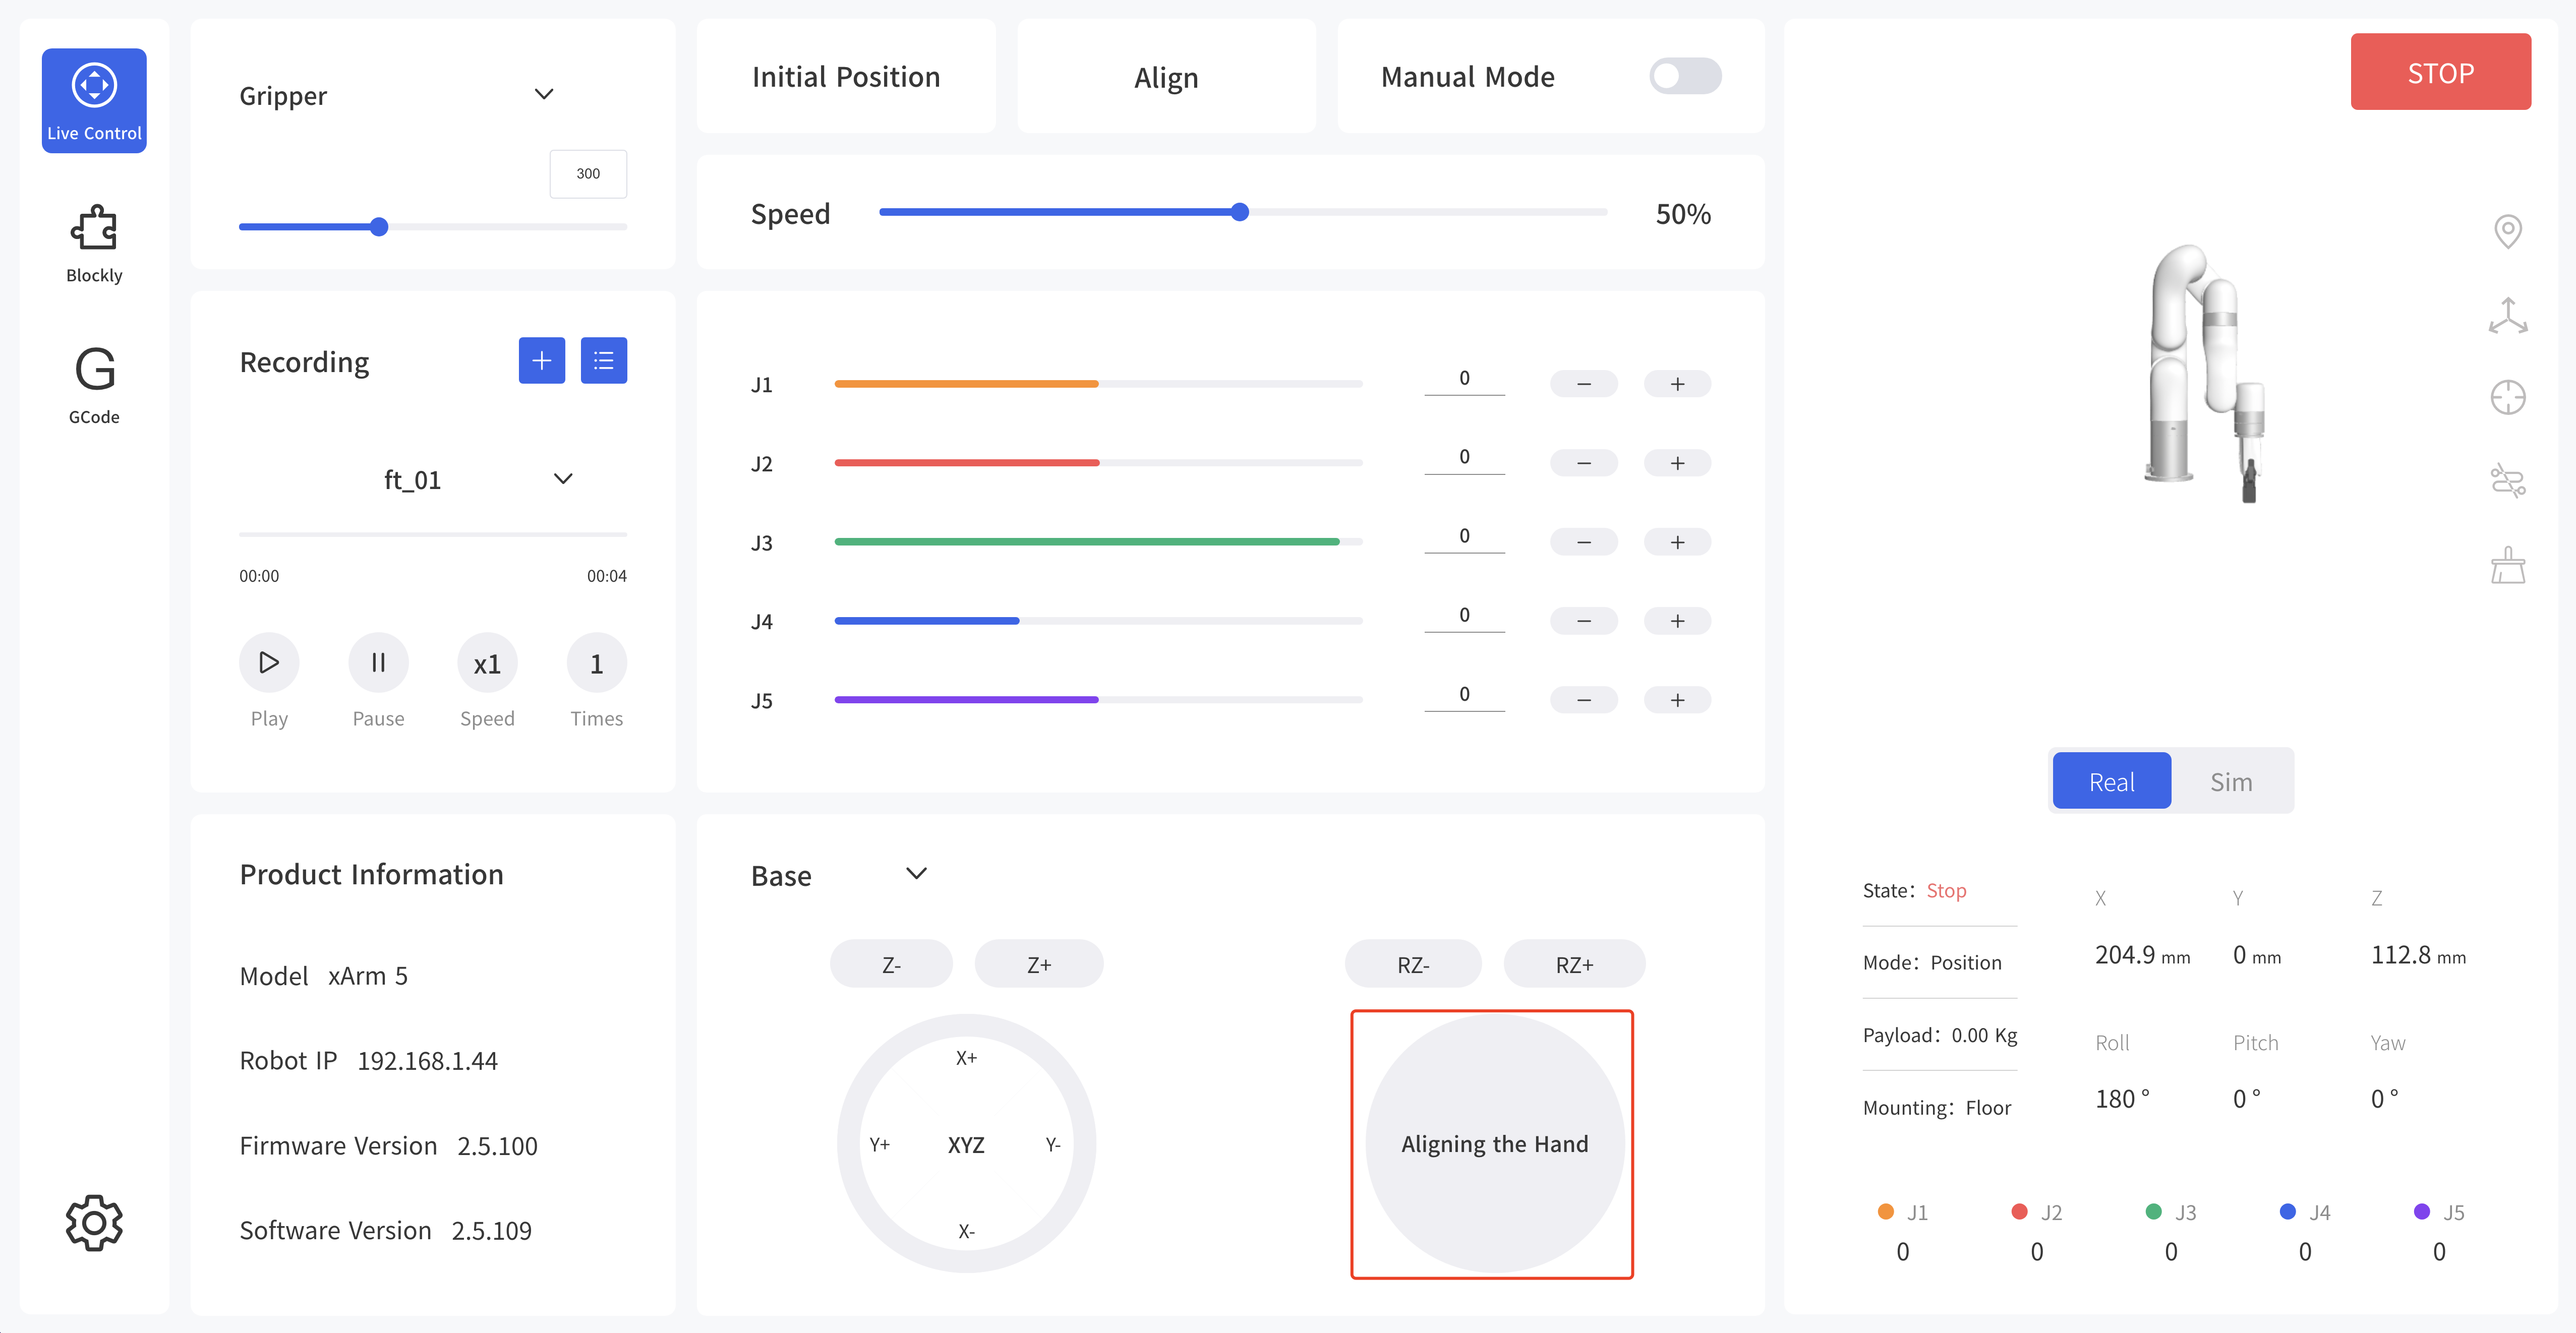 Live Control
Blockly
G
GCode
Gripper
300
Recording
ft_01
00:00 00:04
x1 1
Play Pause Speed Times
Product Information
Model xArm 5
Robot IP 192.168.1.44
Firmware Version 2.5.100
Software Version 2.5.109
Initial Position
Align
Manual Mode
Speed 50%
J1 0 − +
J2 0 − +
J3 0 − +
J4 0 − +
J5 0 − +
Base
Z- Z+
X+
Y+ XYZ Y-
X-
RZ- RZ+
Aligning the Hand
STOP
Real Sim
State: Stop
Mode: Position
Payload: 0.00 Kg
Mounting: Floor
X Y Z
204.9 mm 0 mm 112.8 mm
Roll Pitch Yaw
180 ° 0 ° 0 °
J1 J2 J3 J4 J5
0 0 0 0 0